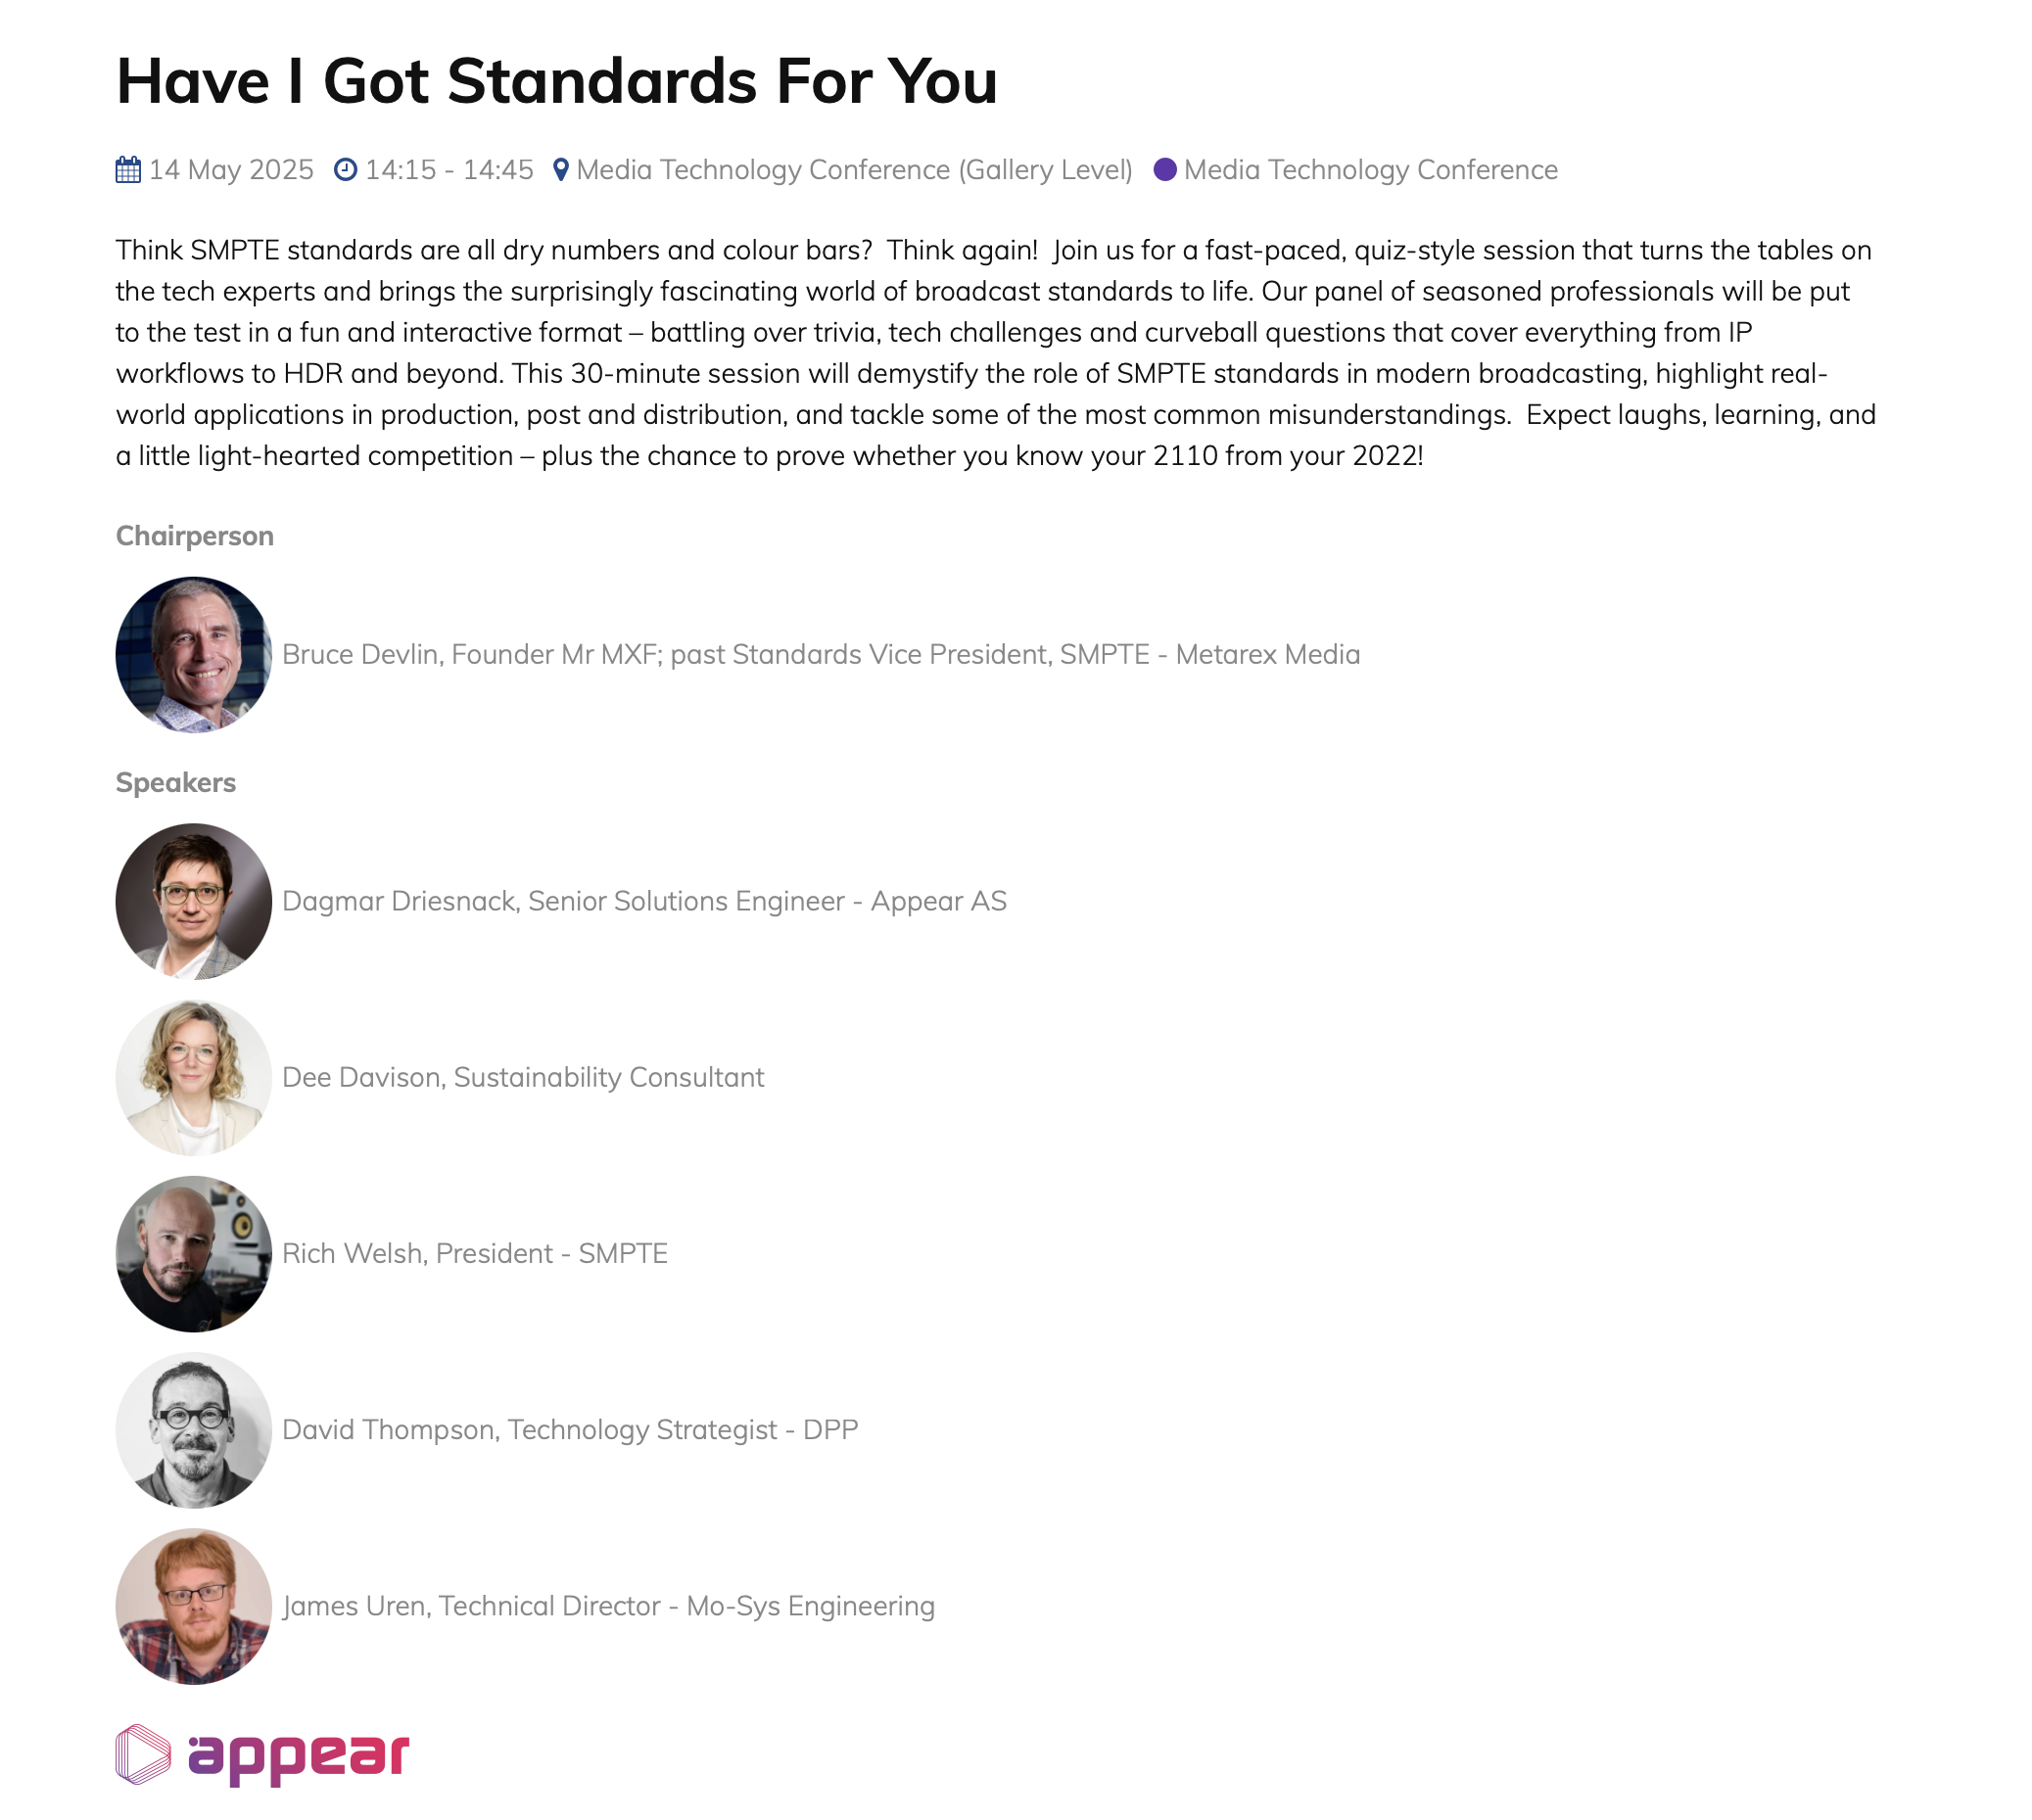 Have I Got Standards For You
14 May 2025 14:15 - 14:45 Media Technology Conference (Gallery Level) Media Technology Conference
Think SMPTE standards are all dry numbers and colour bars?  Think again!  Join us for a fast-paced, quiz-style session that turns the tables on
the tech experts and brings the surprisingly fascinating world of broadcast standards to life. Our panel of seasoned professionals will be put
to the test in a fun and interactive format – battling over trivia, tech challenges and curveball questions that cover everything from IP
workflows to HDR and beyond. This 30-minute session will demystify the role of SMPTE standards in modern broadcasting, highlight real-
world applications in production, post and distribution, and tackle some of the most common misunderstandings.  Expect laughs, learning, and
a little light-hearted competition – plus the chance to prove whether you know your 2110 from your 2022!
Chairperson
Bruce Devlin, Founder Mr MXF; past Standards Vice President, SMPTE - Metarex Media
Speakers
Dagmar Driesnack, Senior Solutions Engineer - Appear AS
Dee Davison, Sustainability Consultant
Rich Welsh, President - SMPTE
David Thompson, Technology Strategist - DPP
James Uren, Technical Director - Mo-Sys Engineering
appear